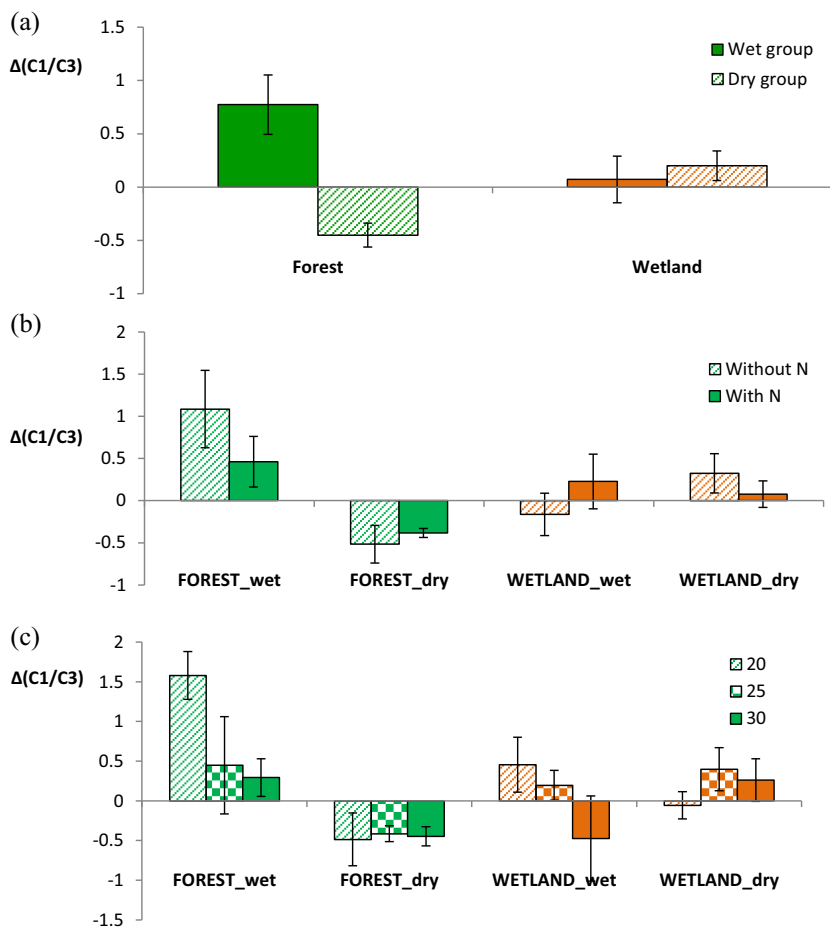 (a)
1.5
Δ(C1/C3)
1
0.5
0
-0.5
-1
Wet group
Dry group
Forest Wetland
(b)
2
1.5
1
Δ(C1/C3)
0.5
0
-0.5
-1
Without N
With N
FOREST_wet FOREST_dry WETLAND_wet WETLAND_dry
(c)
2
Δ(C1/C3)
1.5
1
0.5
0
-0.5
-1
-1.5
20
25
30
FOREST_wet FOREST_dry WETLAND_wet WETLAND_dry